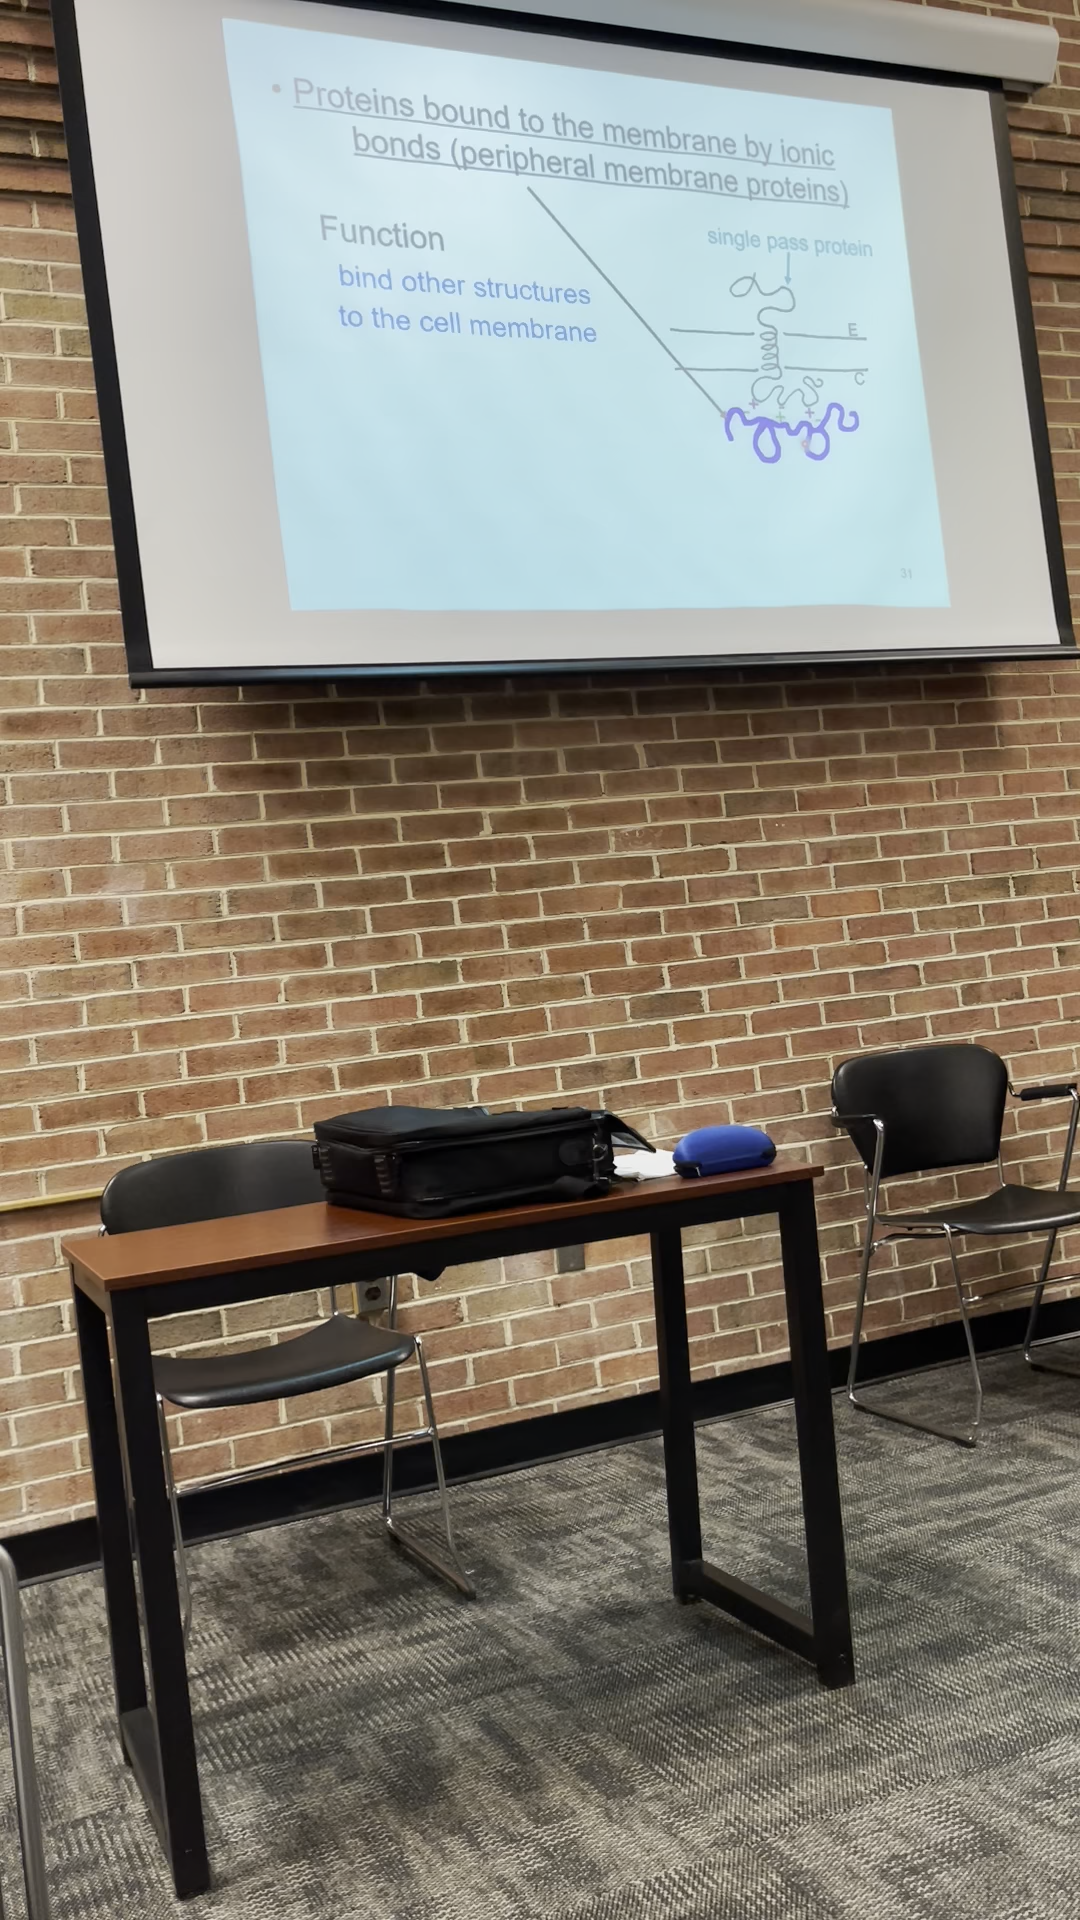 • Proteins bound to the membrane by ionic
bonds (peripheral membrane proteins)
Function
bind other structures
to the cell membrane
single pass protein
E
C
+ + +
31